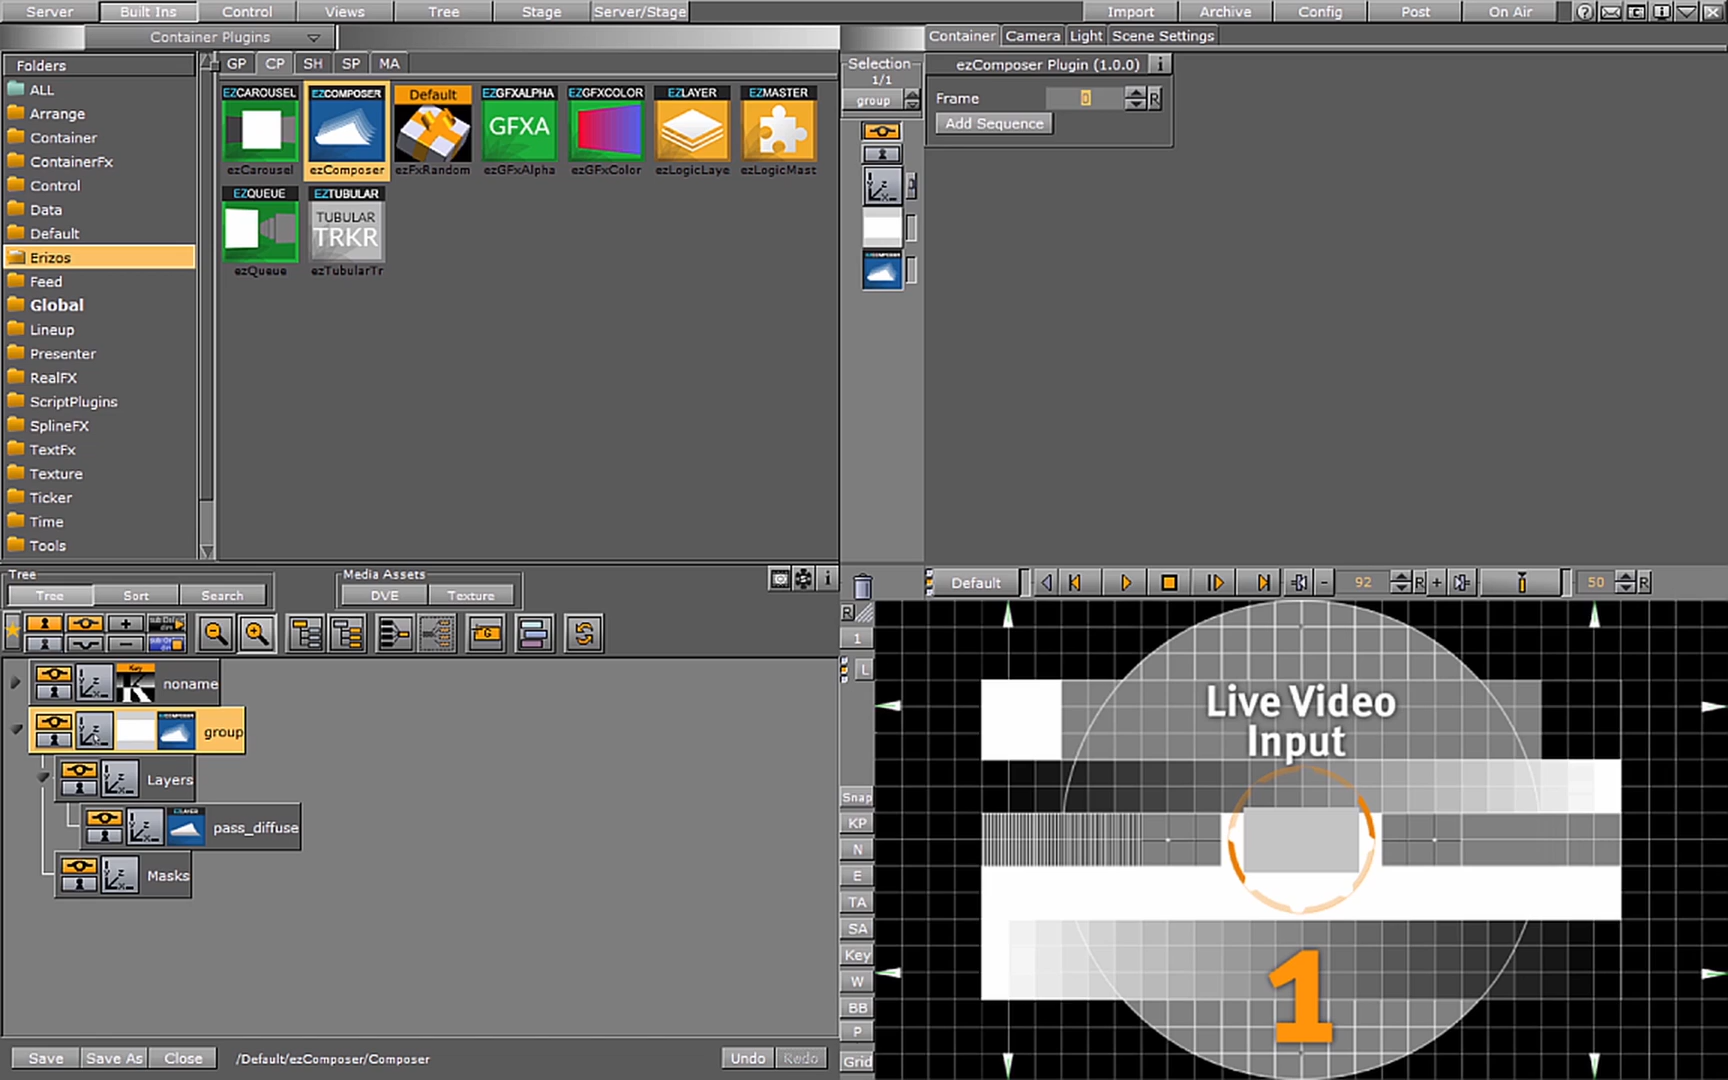 Server Built Ins Control Views Tree Stage Server/Stage Import Archive Config Post On Air
Container Plugins
Folders
ALL
Arrange
Container
ContainerFx
Control
Data
Default
Erizos
Feed
Global
Lineup
Presenter
RealFX
ScriptPlugins
SplineFX
TextFx
Texture
Ticker
Time
Tools
GP CP SH SP MA
EZCAROUSEL EZCOMPOSER Default EZGFXALPHA EZGFXCOLOR EZLAYER EZMASTER
GFXA
ezCarousel ezComposer ezFxRandom ezGFxAlpha ezGFxColor ezLogicLaye ezLogicMast
EZQUEUE EZTUBULAR
TUBULAR
TRKR
ezQueue ezTubularTr
Selection
1/1
group
Container Camera Light Scene Settings
ezComposer Plugin (1.0.0) i
Frame 0 R
Add Sequence
Tree
Tree Sort Search
Media Assets
DVE Texture
Key
noname
group
Layers
pass_diffuse
Masks
Save Save As Close /Default/ezComposer/Composer Undo Redo
Default - 92 R + 50 R
R
1
L
Snap
KP
N
E
TA
SA
Key
W
BB
P
Grid
Live Video
Input
1